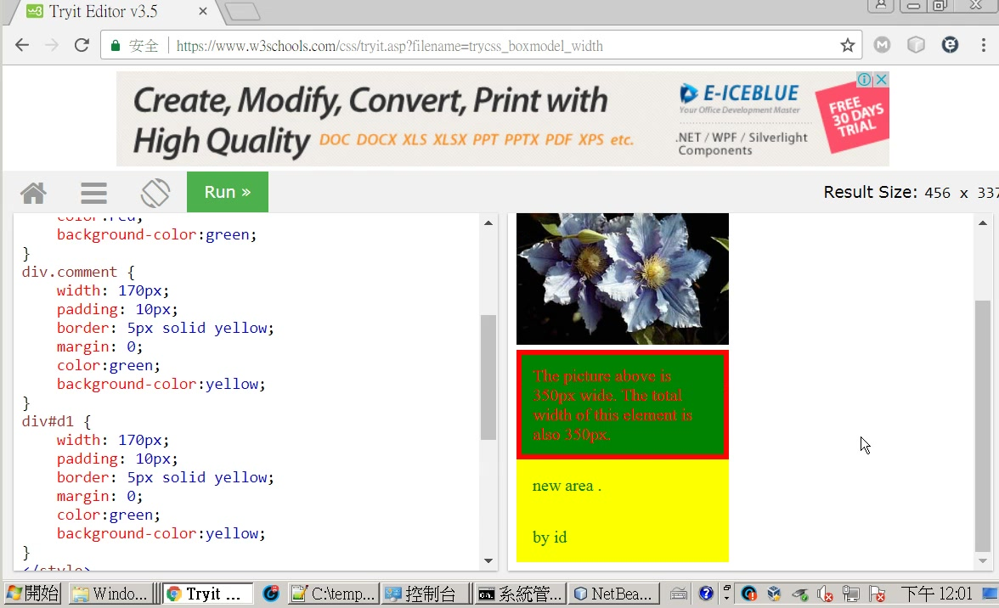 Tryit Editor v3.5
安全 https://www.w3schools.com/css/tryit.asp?filename=trycss_boxmodel_width
Create, Modify, Convert, Print with
High Quality DOC DOCX XLS XLSX PPT PPTX PDF XPS etc.
E-ICEBLUE
Your Office Development Master
.NET / WPF / Silverlight
Components
FREE
30 DAYS
TRIAL
Run »
Result Size: 456 x 337
color:red;
background-color:green;
}
div.comment {
width: 170px;
padding: 10px;
border: 5px solid yellow;
margin: 0;
color:green;
background-color:yellow;
}
div#d1 {
width: 170px;
padding: 10px;
border: 5px solid yellow;
margin: 0;
color:green;
background-color:yellow;
}
</style>
The picture above is
350px wide. The total
width of this element is
also 350px.
new area .
by id
開始 Windo... Tryit ... C:\temp... 控制台 系統管... NetBea... 下午 12:01